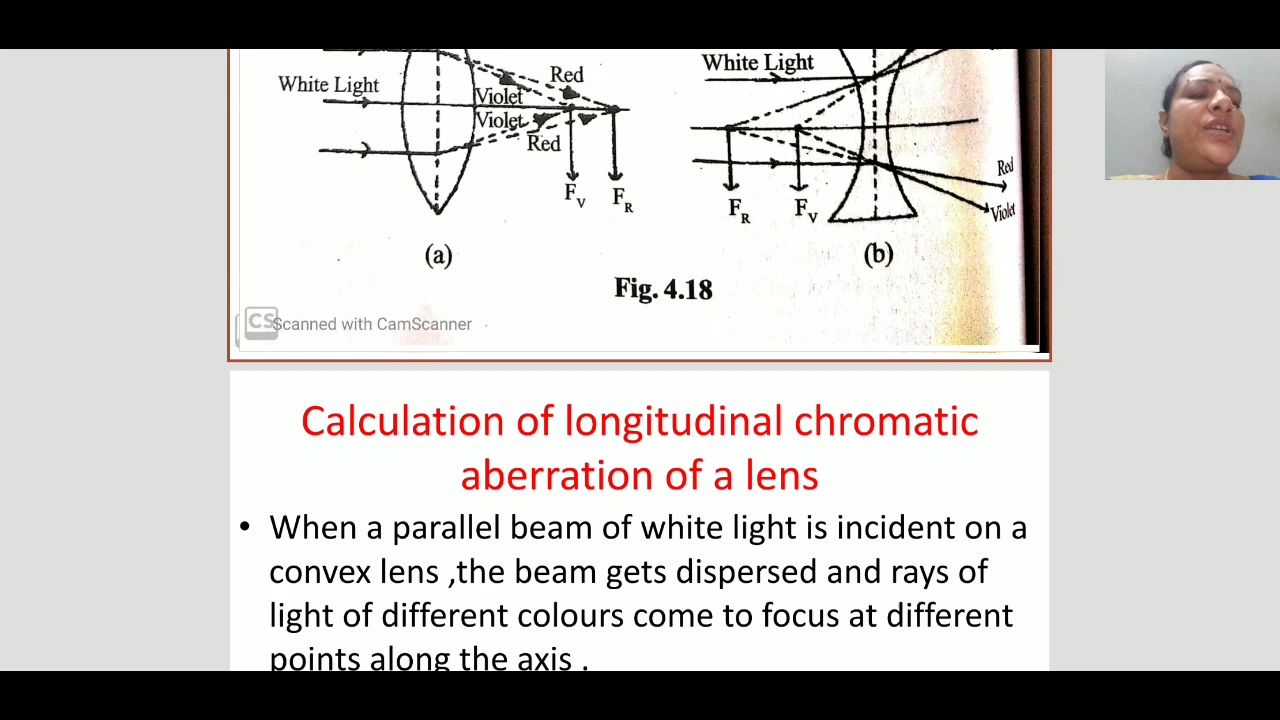 White Light
Red
Violet
Violet
Red
F_V
F_R
(a)
White Light
Red
Violet
F_R
F_V
(b)
Fig. 4.18
CS
Scanned with CamScanner
Calculation of longitudinal chromatic
aberration of a lens
• When a parallel beam of white light is incident on a
convex lens ,the beam gets dispersed and rays of
light of different colours come to focus at different
points along the axis .